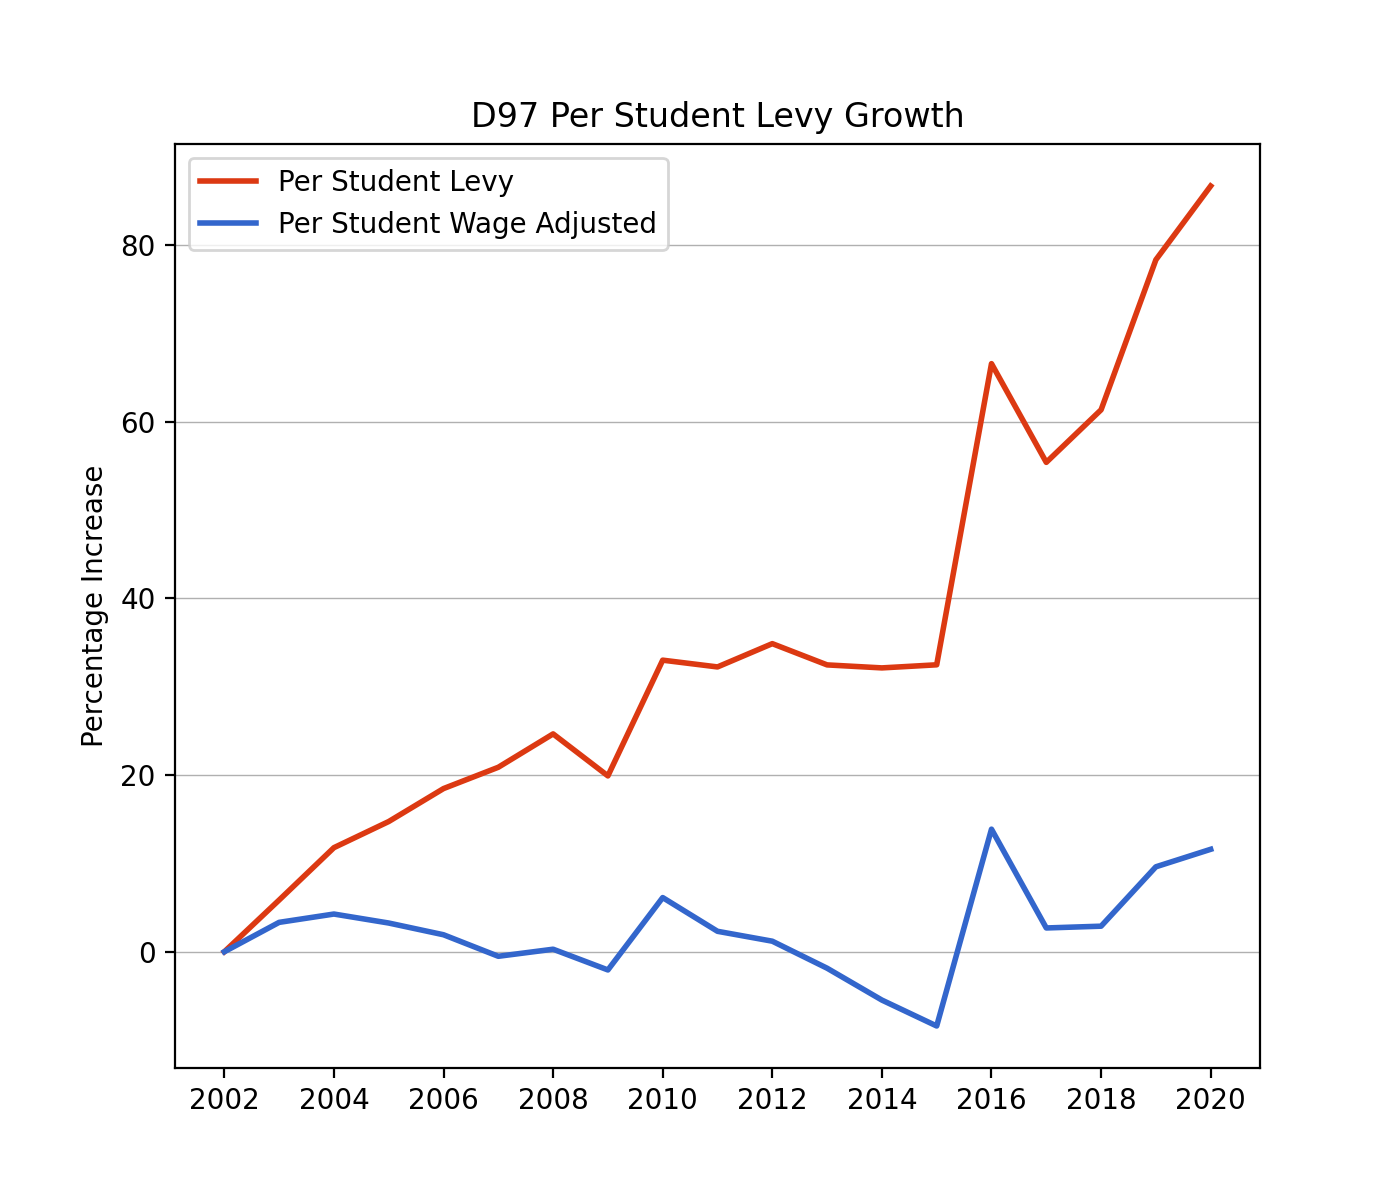 D97 Per Student Levy Growth
Per Student Levy
Per Student Wage Adjusted
Percentage Increase
80
60
40
20
0
2002 2004 2006 2008 2010 2012 2014 2016 2018 2020